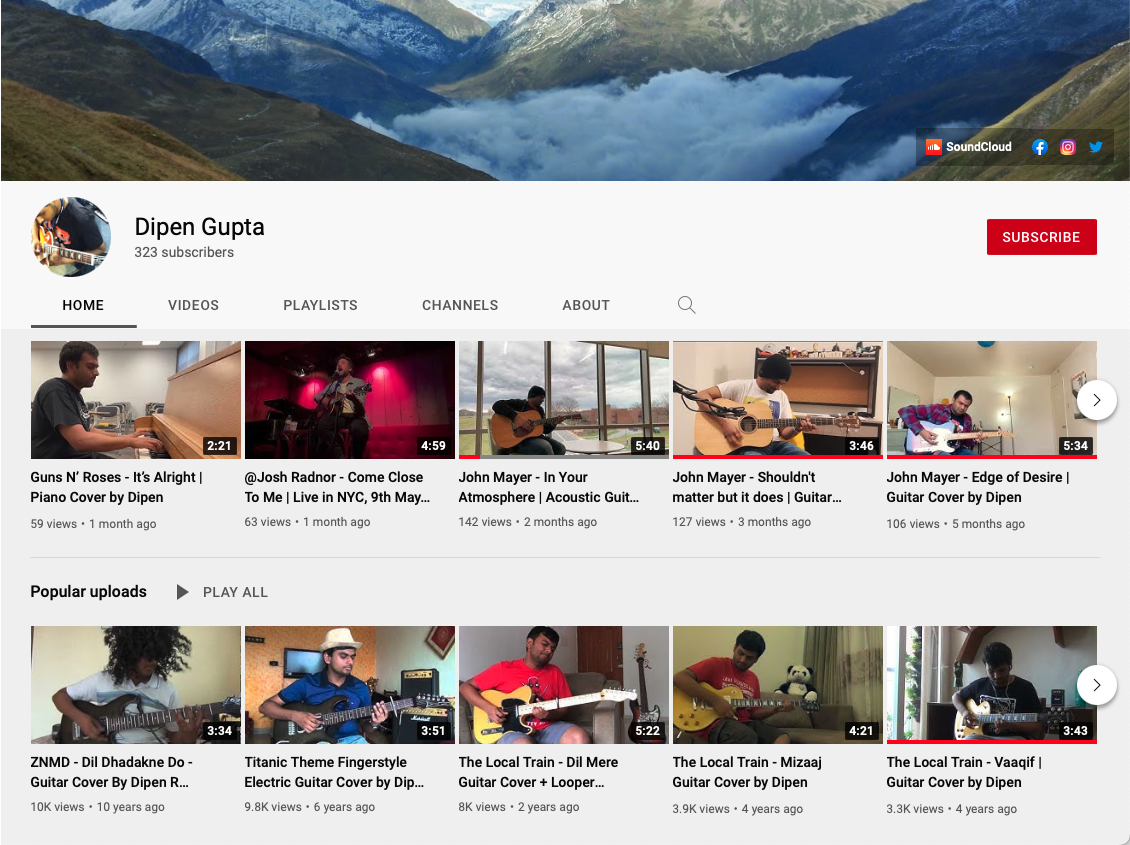 SoundCloud
Dipen Gupta
323 subscribers
SUBSCRIBE
HOME VIDEOS PLAYLISTS CHANNELS ABOUT
2:21 4:59 5:40 3:46 5:34
Guns N’ Roses - It’s Alright |
Piano Cover by Dipen
59 views • 1 month ago
@Josh Radnor - Come Close
To Me | Live in NYC, 9th May...
63 views • 1 month ago
John Mayer - In Your
Atmosphere | Acoustic Guit...
142 views • 2 months ago
John Mayer - Shouldn't
matter but it does | Guitar...
127 views • 3 months ago
John Mayer - Edge of Desire |
Guitar Cover by Dipen
106 views • 5 months ago
Popular uploads PLAY ALL
3:34 3:51 5:22 4:21 3:43
ZNMD - Dil Dhadakne Do -
Guitar Cover By Dipen R...
10K views • 10 years ago
Titanic Theme Fingerstyle
Electric Guitar Cover by Dip...
9.8K views • 6 years ago
The Local Train - Dil Mere
Guitar Cover + Looper...
8K views • 2 years ago
The Local Train - Mizaaj
Guitar Cover by Dipen
3.9K views • 4 years ago
The Local Train - Vaaqif |
Guitar Cover by Dipen
3.3K views • 4 years ago